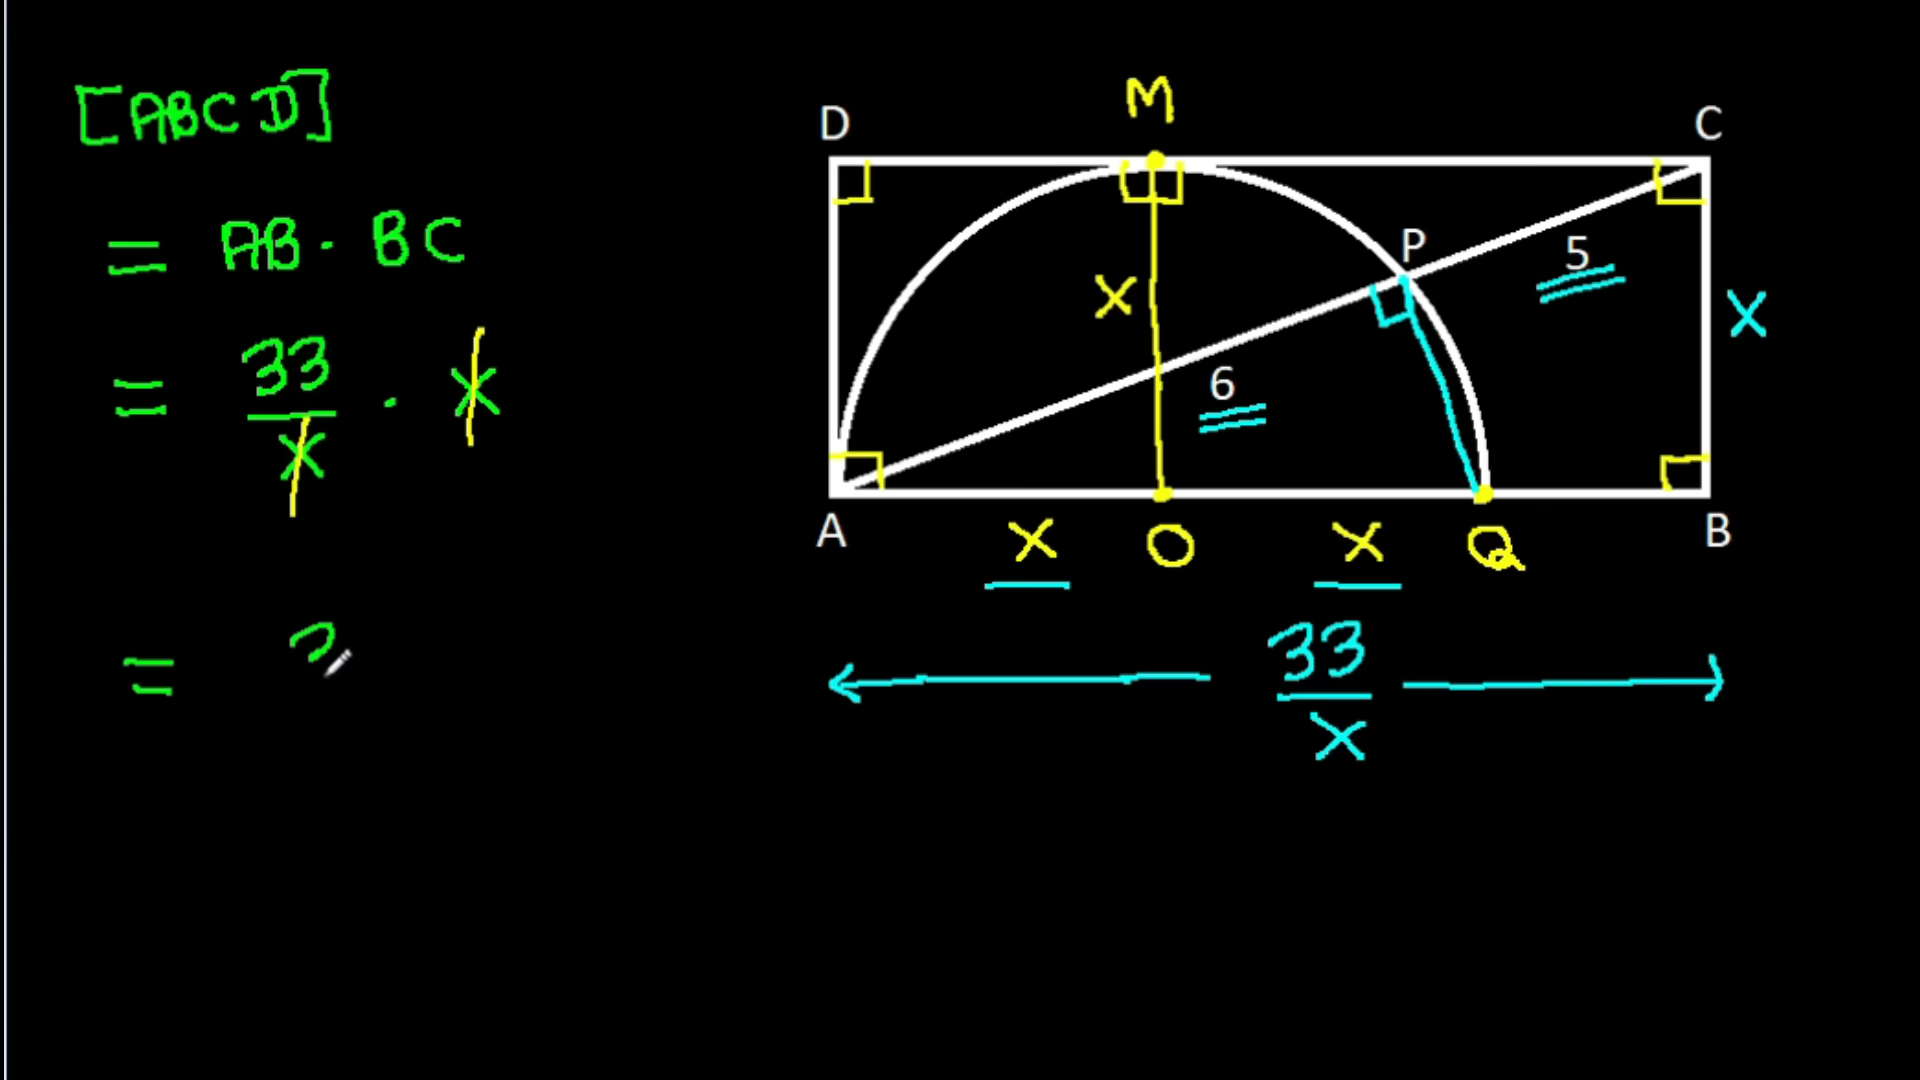 [ABCD]
= AB · BC
= 33/x · x
=
M
D C
P
5
x x
6
A x O x Q B
33/x